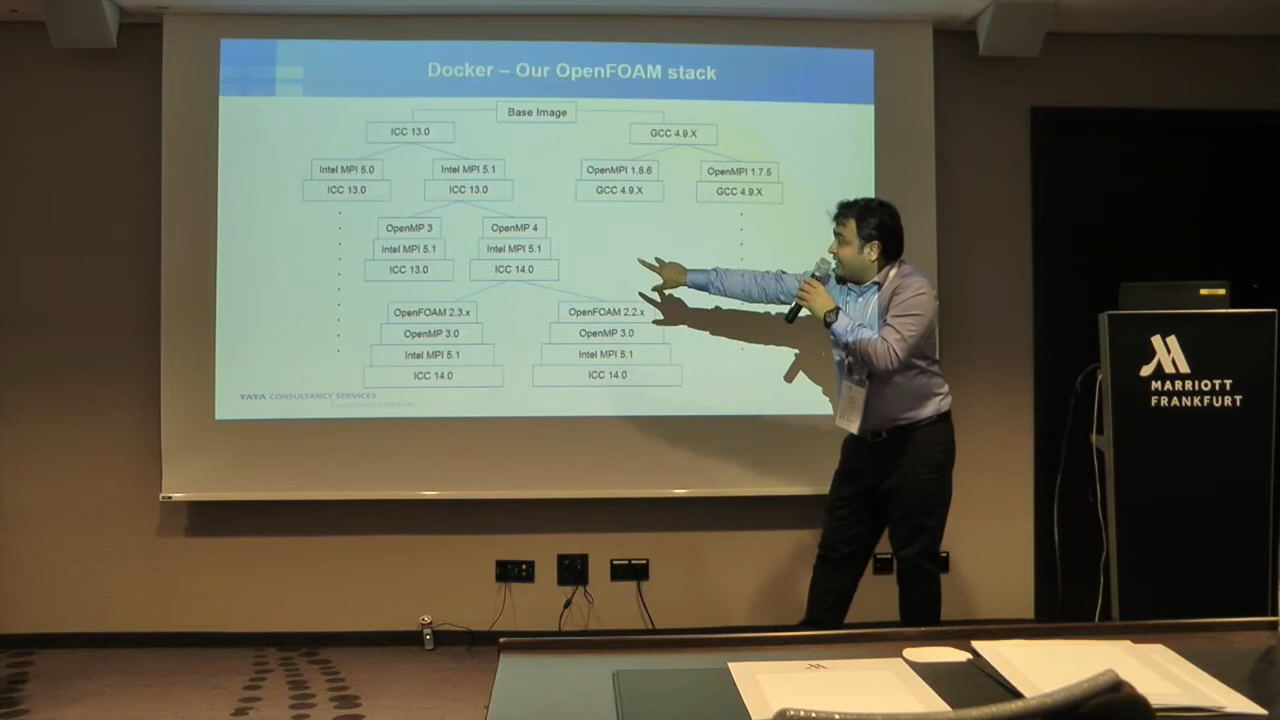 Docker – Our OpenFOAM stack
Base Image
ICC 13.0
GCC 4.9.X
Intel MPI 5.0
ICC 13.0
Intel MPI 5.1
ICC 13.0
OpenMPI 1.8.6
GCC 4.9.X
OpenMPI 1.7.5
GCC 4.9.X
OpenMP 3
Intel MPI 5.1
ICC 13.0
OpenMP 4
Intel MPI 5.1
ICC 14.0
OpenFOAM 2.3.x
OpenMP 3.0
Intel MPI 5.1
ICC 14.0
OpenFOAM 2.2.x
OpenMP 3.0
Intel MPI 5.1
ICC 14.0
TATA CONSULTANCY SERVICES
Experience certainty.
MARRIOTT
FRANKFURT